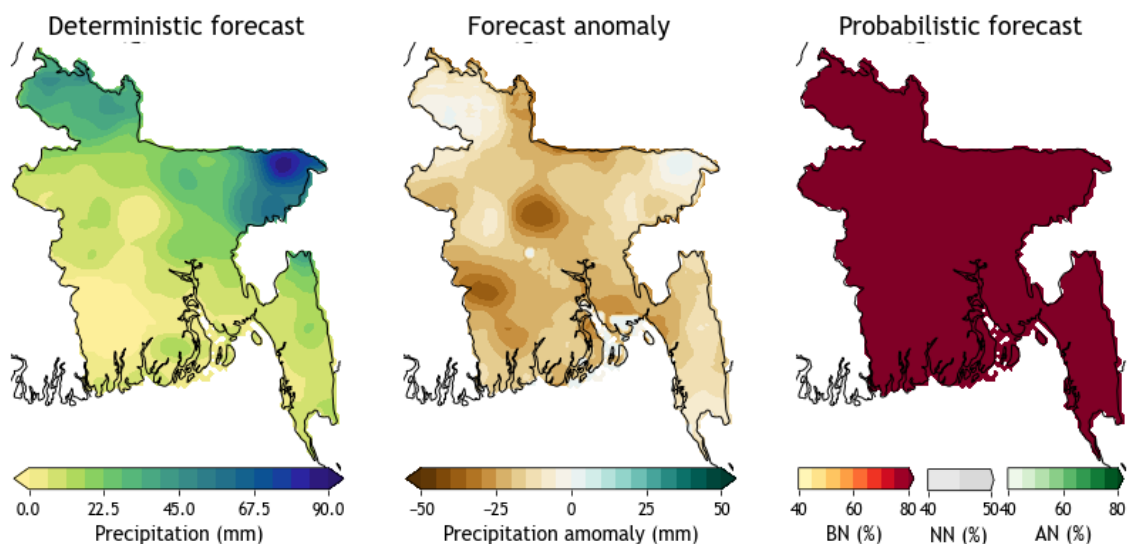 Deterministic forecast
Forecast anomaly
Probabilistic forecast
0.0 22.5 45.0 67.5 90.0
Precipitation (mm)
−50 −25 0 25 50
Precipitation anomaly (mm)
40 60 80
BN (%)
40 50
NN (%)
40 60 80
AN (%)